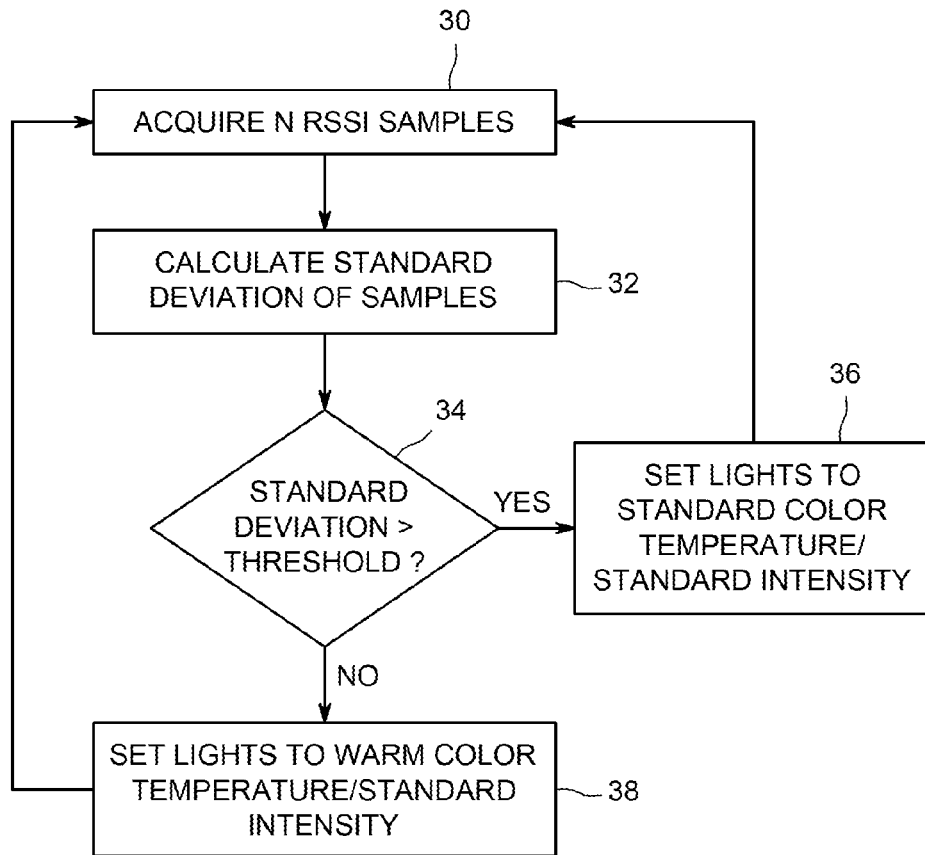 30
ACQUIRE N RSSI SAMPLES
CALCULATE STANDARD
DEVIATION OF SAMPLES
32
34
STANDARD
DEVIATION >
THRESHOLD ?
YES
36
SET LIGHTS TO
STANDARD COLOR
TEMPERATURE/
STANDARD INTENSITY
NO
SET LIGHTS TO WARM COLOR
TEMPERATURE/STANDARD
INTENSITY
38